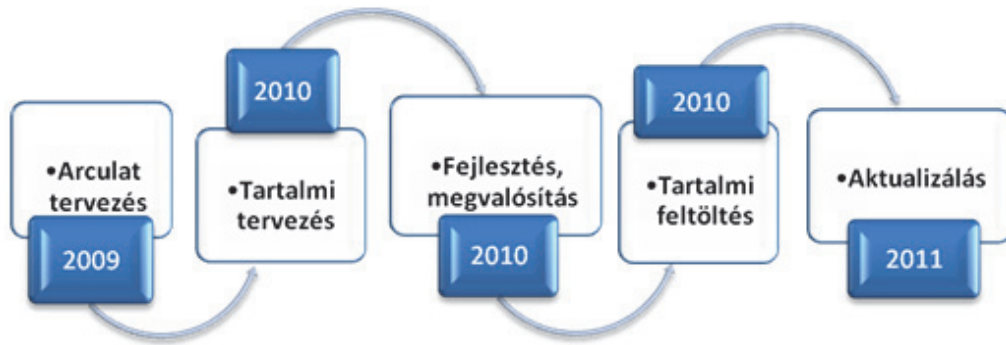 •Arculat
tervezés
2009
2010
•Tartalmi
tervezés
•Fejlesztés,
megvalósítás
2010
2010
•Tartalmi
feltöltés
•Aktualizálás
2011